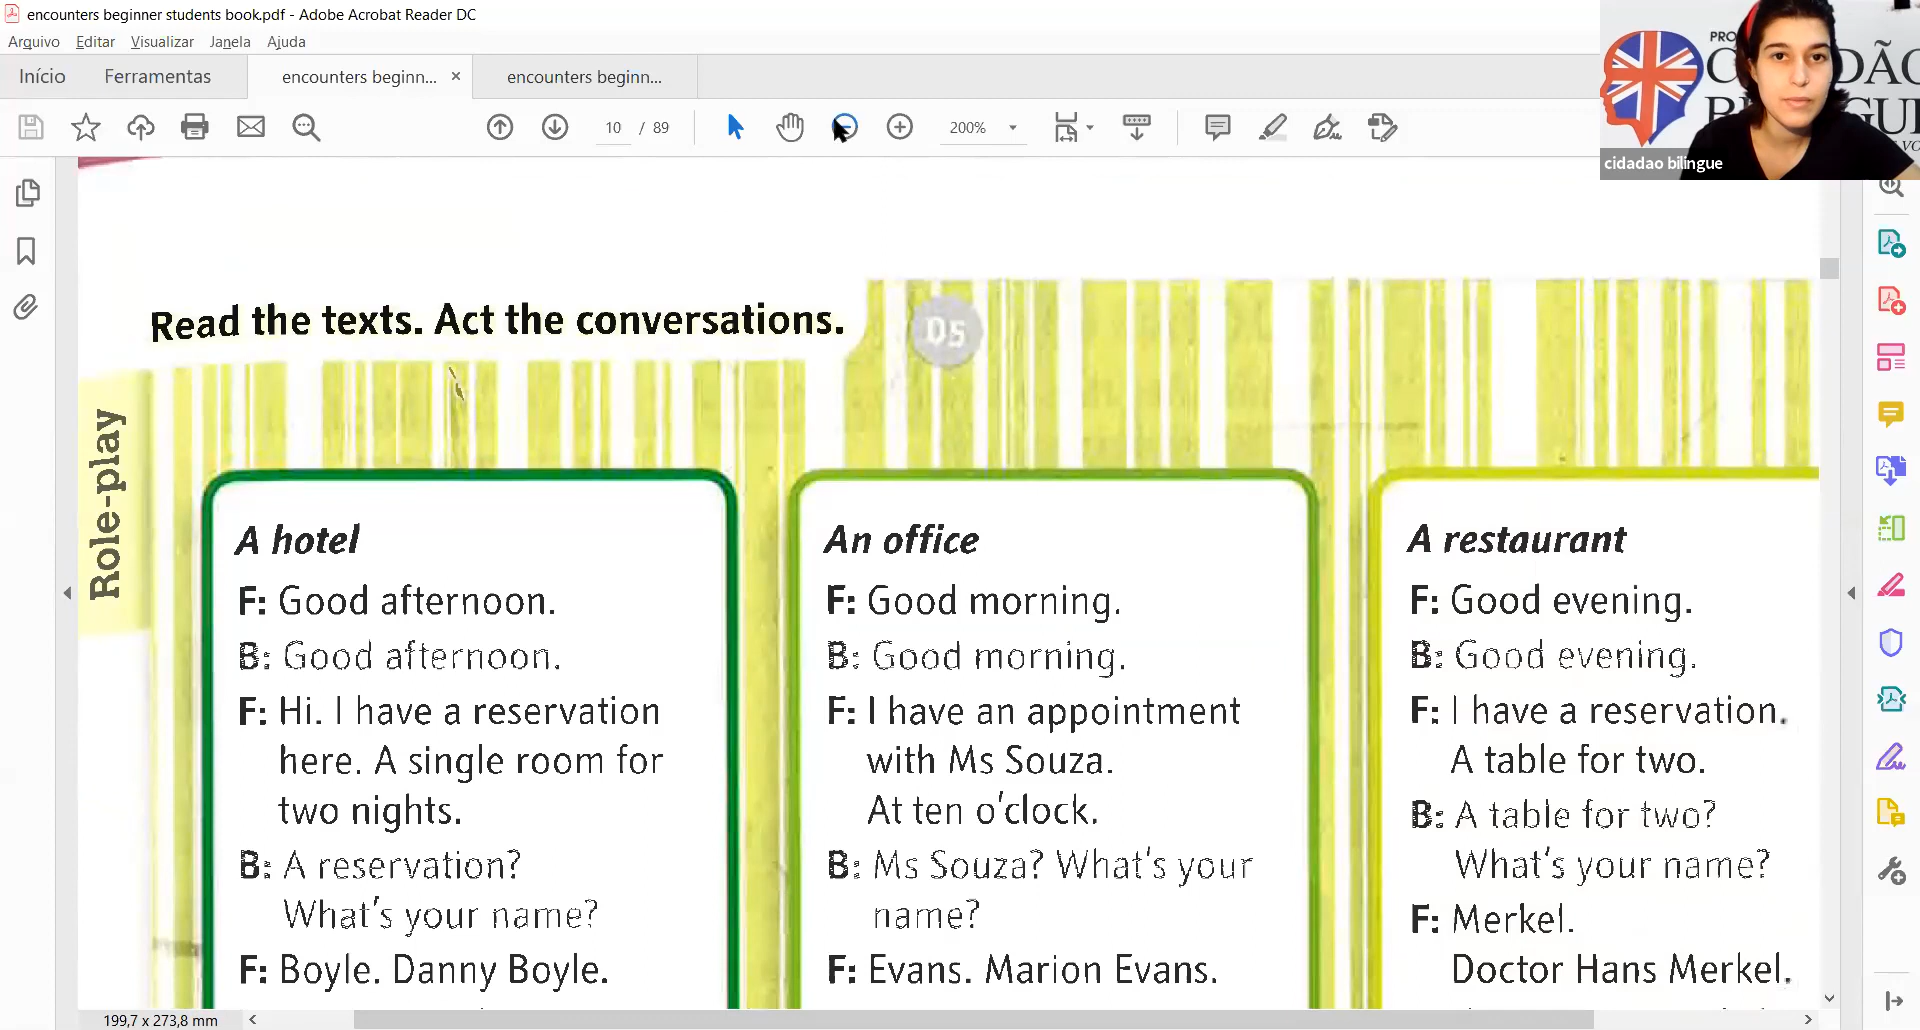 encounters beginner students book.pdf - Adobe Acrobat Reader DC
Arquivo Editar Visualizar Janela Ajuda
Início Ferramentas encounters beginn... × encounters beginn...
10 / 89 200%
cidadao bilingue
Read the texts. Act the conversations. D5
Role-play
A hotel
F: Good afternoon.
B: Good afternoon.
F: Hi. I have a reservation
here. A single room for
two nights.
B: A reservation?
What's your name?
F: Boyle. Danny Boyle.
An office
F: Good morning.
B: Good morning.
F: I have an appointment
with Ms Souza.
At ten o'clock.
B: Ms Souza? What's your
name?
F: Evans. Marion Evans.
A restaurant
F: Good evening.
B: Good evening.
F: I have a reservation.
A table for two.
B: A table for two?
What's your name?
F: Merkel.
Doctor Hans Merkel.
199,7 x 273,8 mm